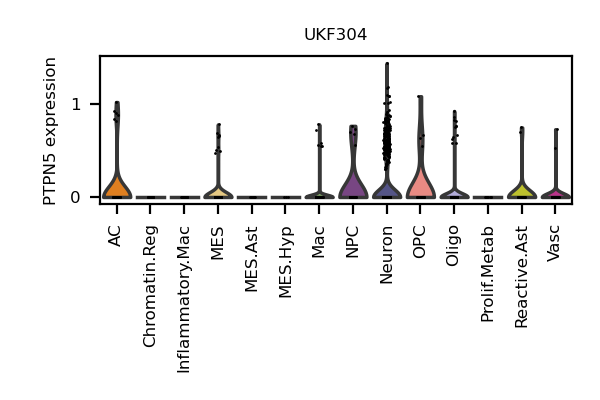 UKF304
PTPN5 expression
1
0
AC
Chromatin.Reg
Inflammatory.Mac
MES
MES.Ast
MES.Hyp
Mac
NPC
Neuron
OPC
Oligo
Prolif.Metab
Reactive.Ast
Vasc